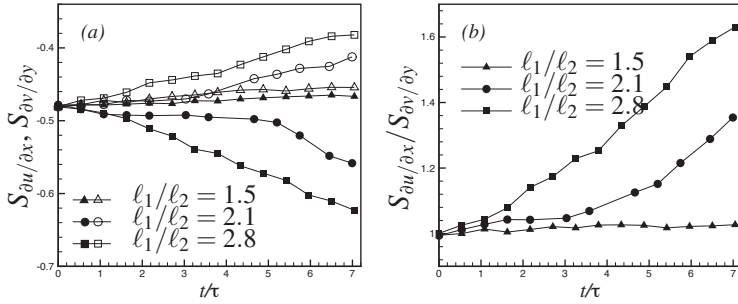 (a)
S∂u/∂x, S∂v/∂y
-0.4
-0.5
-0.6
-0.7
ℓ1/ℓ2 = 1.5
ℓ1/ℓ2 = 2.1
ℓ1/ℓ2 = 2.8
0 1 2 3 4 5 6 7
t/τ
(b)
S∂u/∂x/S∂v/∂y
1.6
1.4
1.2
1
ℓ1/ℓ2 = 1.5
ℓ1/ℓ2 = 2.1
ℓ1/ℓ2 = 2.8
0 1 2 3 4 5 6 7
t/τ